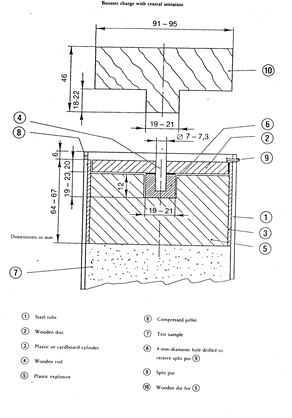 Booster charge with central initiation
91 – 95
46
18-22
19 – 21
10
Ø 7 – 7,3
4
8
6
2
9
6
20
19 – 23
64 – 67
12
19 – 21
1
3
5
Dimensions in mm
7
1 Steel tube
2 Wooden disc
3 Plastic or cardboard cylinder
4 Wooden rod
5 Plastic explosive
6 Compressed pellet
7 Test sample
8 4-mm-diameter hole drilled to
receive split pin 9
9 Split pin
10 Wooden die for 5